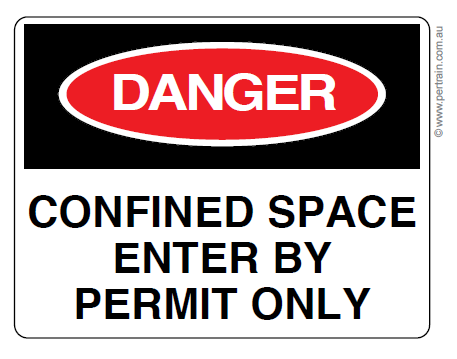 DANGER
CONFINED SPACE
ENTER BY
PERMIT ONLY
© www.pertrain.com.au